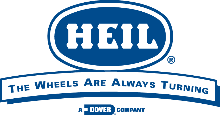 HEIL®
THE WHEELS ARE ALWAYS TURNING
A DOVER COMPANY